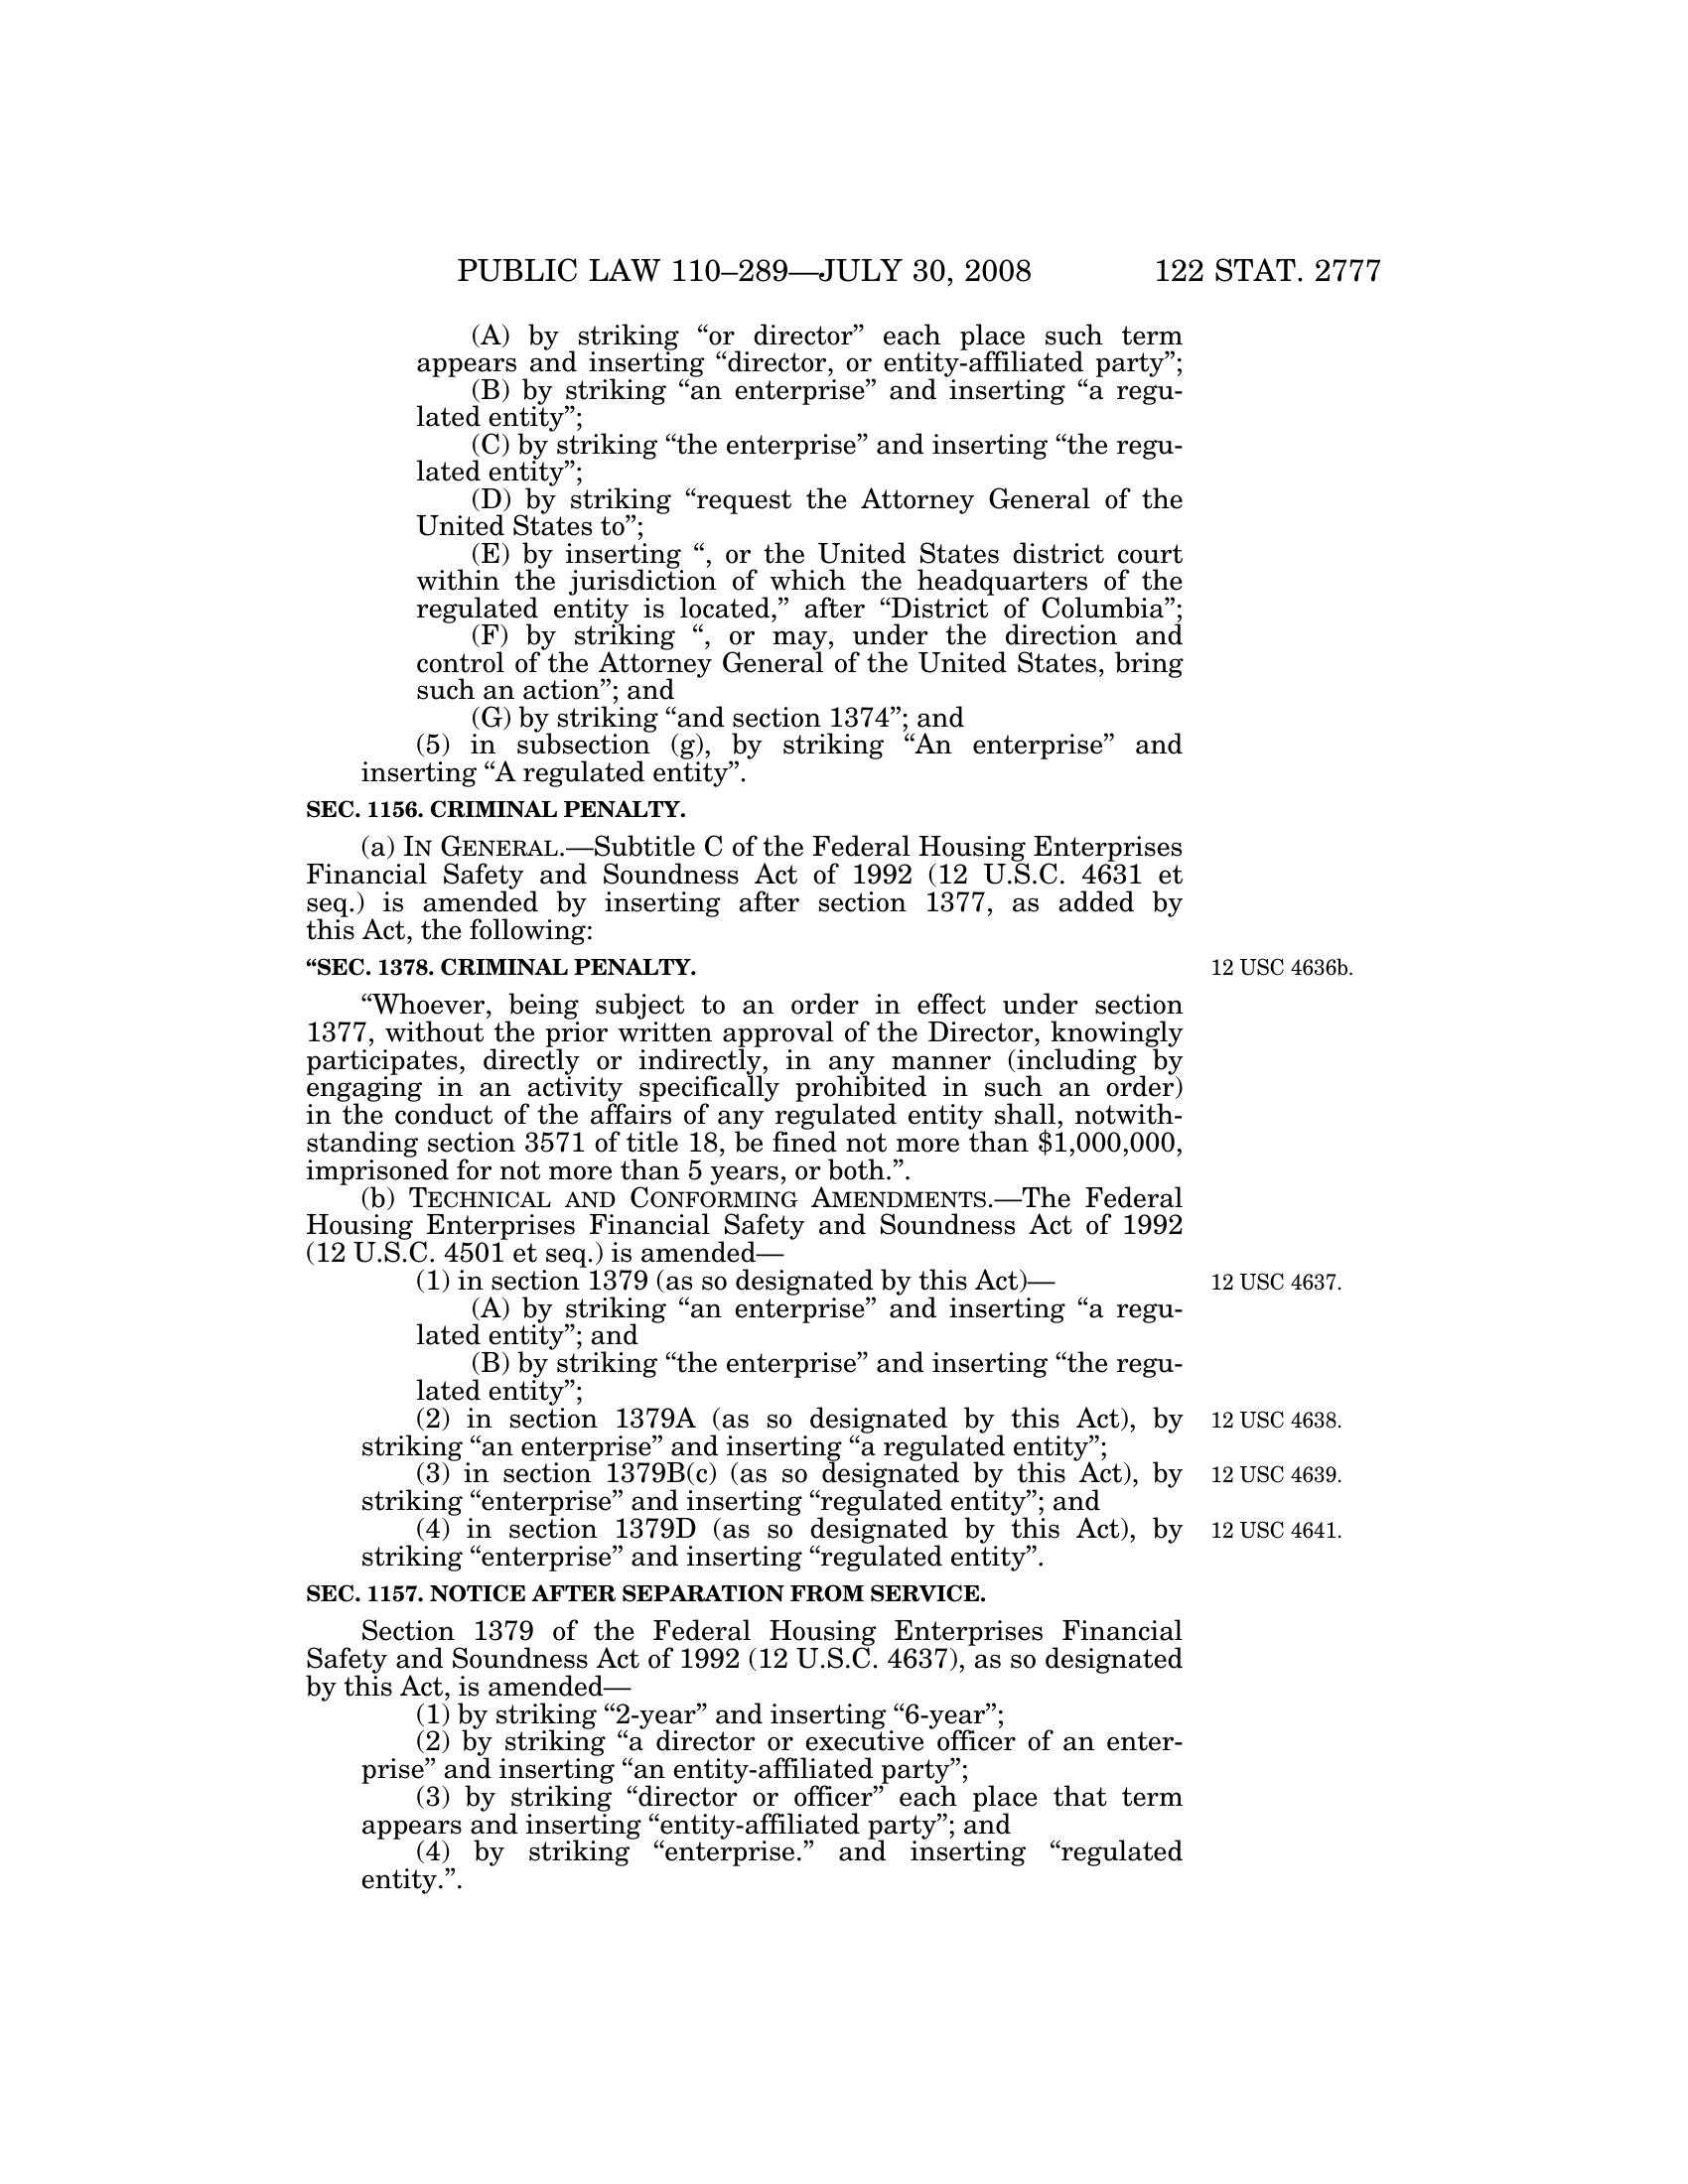 PUBLIC LAW 110–289—JULY 30, 2008 122 STAT. 2777
(A) by striking “or director” each place such term
appears and inserting “director, or entity-affiliated party”;
(B) by striking “an enterprise” and inserting “a regu-
lated entity”;
(C) by striking “the enterprise” and inserting “the regu-
lated entity”;
(D) by striking “request the Attorney General of the
United States to”;
(E) by inserting “, or the United States district court
within the jurisdiction of which the headquarters of the
regulated entity is located,” after “District of Columbia”;
(F) by striking “, or may, under the direction and
control of the Attorney General of the United States, bring
such an action”; and
(G) by striking “and section 1374”; and
(5) in subsection (g), by striking “An enterprise” and
inserting “A regulated entity”.
SEC. 1156. CRIMINAL PENALTY.
(a) IN GENERAL.—Subtitle C of the Federal Housing Enterprises
Financial Safety and Soundness Act of 1992 (12 U.S.C. 4631 et
seq.) is amended by inserting after section 1377, as added by
this Act, the following:
“SEC. 1378. CRIMINAL PENALTY. 12 USC 4636b.
“Whoever, being subject to an order in effect under section
1377, without the prior written approval of the Director, knowingly
participates, directly or indirectly, in any manner (including by
engaging in an activity specifically prohibited in such an order)
in the conduct of the affairs of any regulated entity shall, notwith-
standing section 3571 of title 18, be fined not more than $1,000,000,
imprisoned for not more than 5 years, or both.”.
(b) TECHNICAL AND CONFORMING AMENDMENTS.—The Federal
Housing Enterprises Financial Safety and Soundness Act of 1992
(12 U.S.C. 4501 et seq.) is amended—
(1) in section 1379 (as so designated by this Act)— 12 USC 4637.
(A) by striking “an enterprise” and inserting “a regu-
lated entity”; and
(B) by striking “the enterprise” and inserting “the regu-
lated entity”;
(2) in section 1379A (as so designated by this Act), by 12 USC 4638.
striking “an enterprise” and inserting “a regulated entity”;
(3) in section 1379B(c) (as so designated by this Act), by 12 USC 4639.
striking “enterprise” and inserting “regulated entity”; and
(4) in section 1379D (as so designated by this Act), by 12 USC 4641.
striking “enterprise” and inserting “regulated entity”.
SEC. 1157. NOTICE AFTER SEPARATION FROM SERVICE.
Section 1379 of the Federal Housing Enterprises Financial
Safety and Soundness Act of 1992 (12 U.S.C. 4637), as so designated
by this Act, is amended—
(1) by striking “2-year” and inserting “6-year”;
(2) by striking “a director or executive officer of an enter-
prise” and inserting “an entity-affiliated party”;
(3) by striking “director or officer” each place that term
appears and inserting “entity-affiliated party”; and
(4) by striking “enterprise.” and inserting “regulated
entity.”.